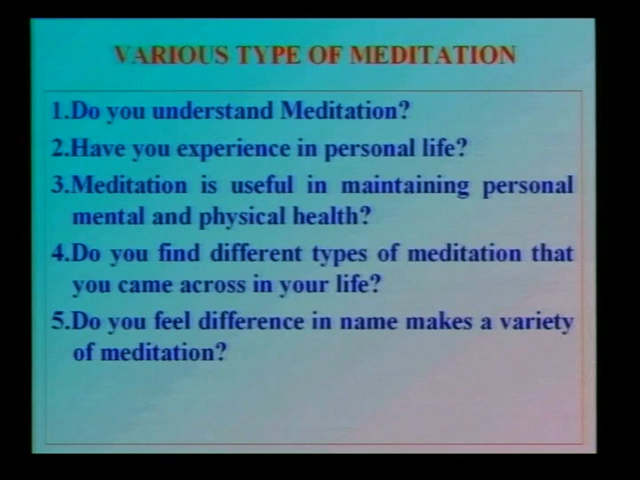 VARIOUS TYPE OF MEDITATION
1.Do you understand Meditation?
2.Have you experience in personal life?
3.Meditation is useful in maintaining personal
mental and physical health?
4.Do you find different types of meditation that
you came across in your life?
5.Do you feel difference in name makes a variety
of meditation?